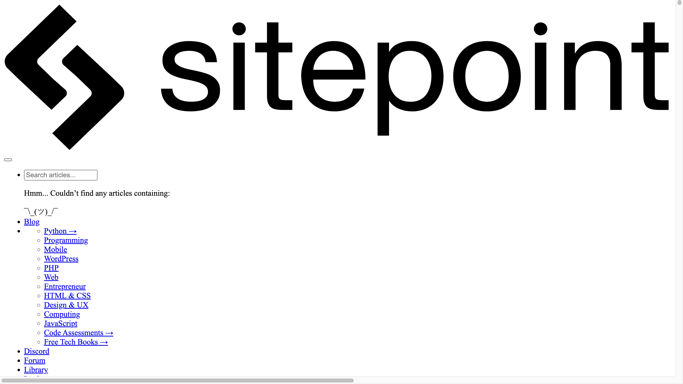 sitepoint
Search articles...
Hmm... Couldn't find any articles containing:
¯\_(ツ)_/¯
Blog
Python →
Programming
Mobile
WordPress
PHP
Web
Entrepreneur
HTML & CSS
Design & UX
Computing
JavaScript
Code Assessments →
Free Tech Books →
Discord
Forum
Library